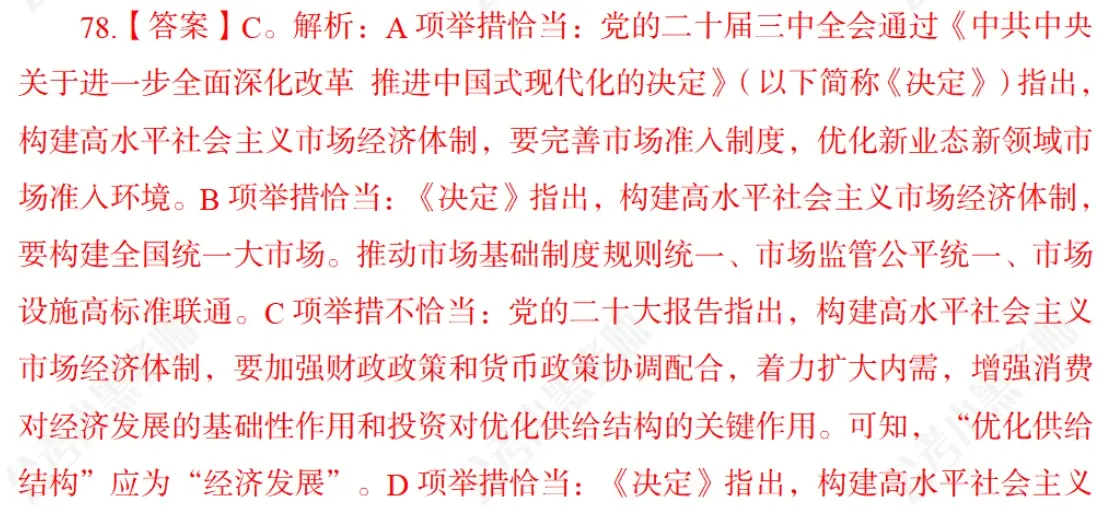 78.【答案】C。解析：A 项举措恰当：党的二十届三中全会通过《中共中央
关于进一步全面深化改革 推进中国式现代化的决定》（以下简称《决定》）指出，
构建高水平社会主义市场经济体制，要完善市场准入制度，优化新业态新领域市
场准入环境。B 项举措恰当：《决定》指出，构建高水平社会主义市场经济体制，
要构建全国统一大市场。推动市场基础制度规则统一、市场监管公平统一、市场
设施高标准联通。C 项举措不恰当：党的二十大报告指出，构建高水平社会主义
市场经济体制，要加强财政政策和货币政策协调配合，着力扩大内需，增强消费
对经济发展的基础性作用和投资对优化供给结构的关键作用。可知，“优化供给
结构”应为“经济发展”。D 项举措恰当：《决定》指出，构建高水平社会主义